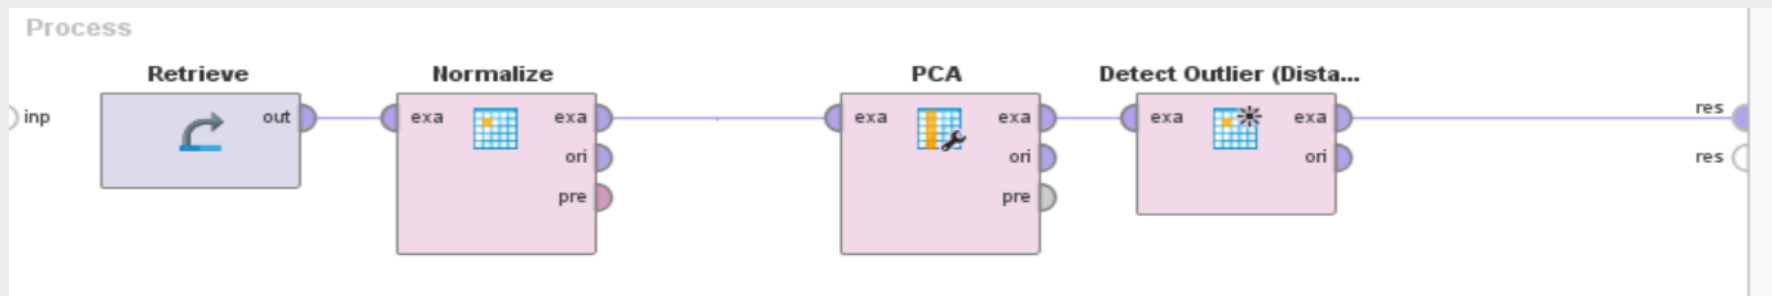 Process
Retrieve Normalize PCA Detect Outlier (Dista...
inp out exa exa exa exa exa exa res
ori ori ori res
pre pre